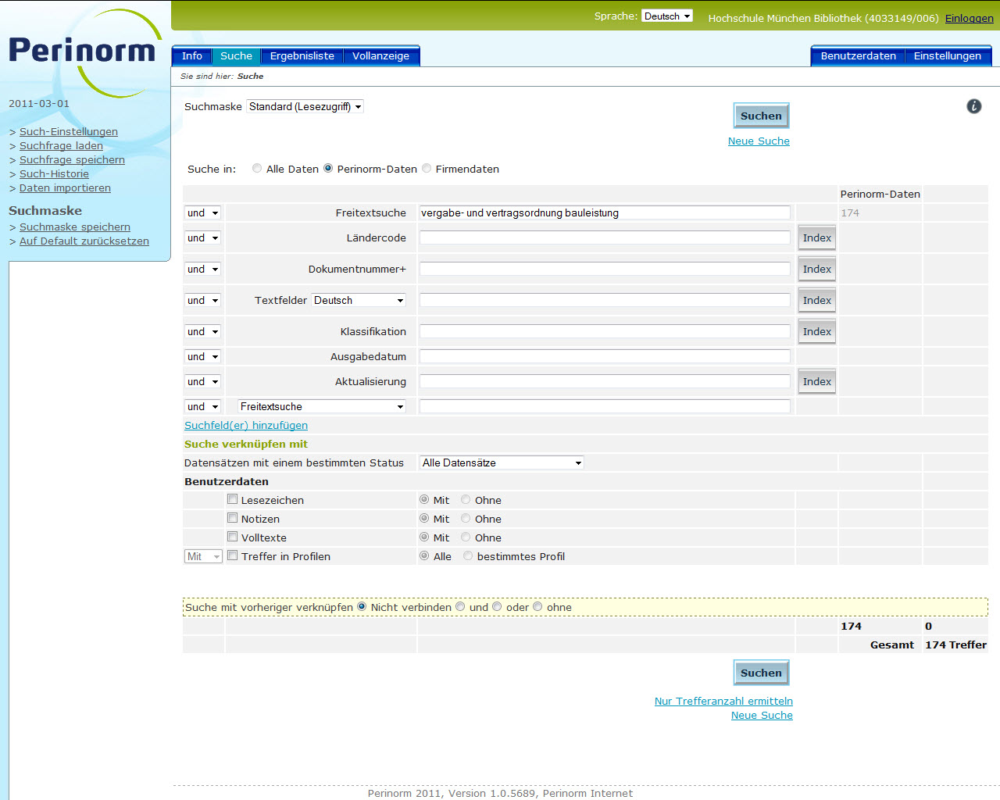 Sprache: Deutsch Hochschule München Bibliothek (4033149/006) Einloggen
Perinorm
Info Suche Ergebnisliste Vollanzeige Benutzerdaten Einstellungen
Sie sind hier: Suche
2011-03-01
> Such-Einstellungen
> Suchfrage laden
> Suchfrage speichern
> Such-Historie
> Daten importieren
Suchmaske
> Suchmaske speichern
> Auf Default zurücksetzen
Suchmaske Standard (Lesezugriff)
Suchen
Neue Suche
Suche in: Alle Daten Perinorm-Daten Firmendaten
Perinorm-Daten
und Freitextsuche vergabe- und vertragsordnung bauleistung 174
und Ländercode Index
und Dokumentnummer+ Index
und Textfelder Deutsch Index
und Klassifikation Index
und Ausgabedatum
und Aktualisierung Index
und Freitextsuche
Suchfeld(er) hinzufügen
Suche verknüpfen mit
Datensätzen mit einem bestimmten Status Alle Datensätze
Benutzerdaten
Lesezeichen Mit Ohne
Notizen Mit Ohne
Volltexte Mit Ohne
Mit Treffer in Profilen Alle bestimmtes Profil
Suche mit vorheriger verknüpfen Nicht verbinden und oder ohne
174 0
Gesamt 174 Treffer
Suchen
Nur Trefferanzahl ermitteln
Neue Suche
Perinorm 2011, Version 1.0.5689, Perinorm Internet